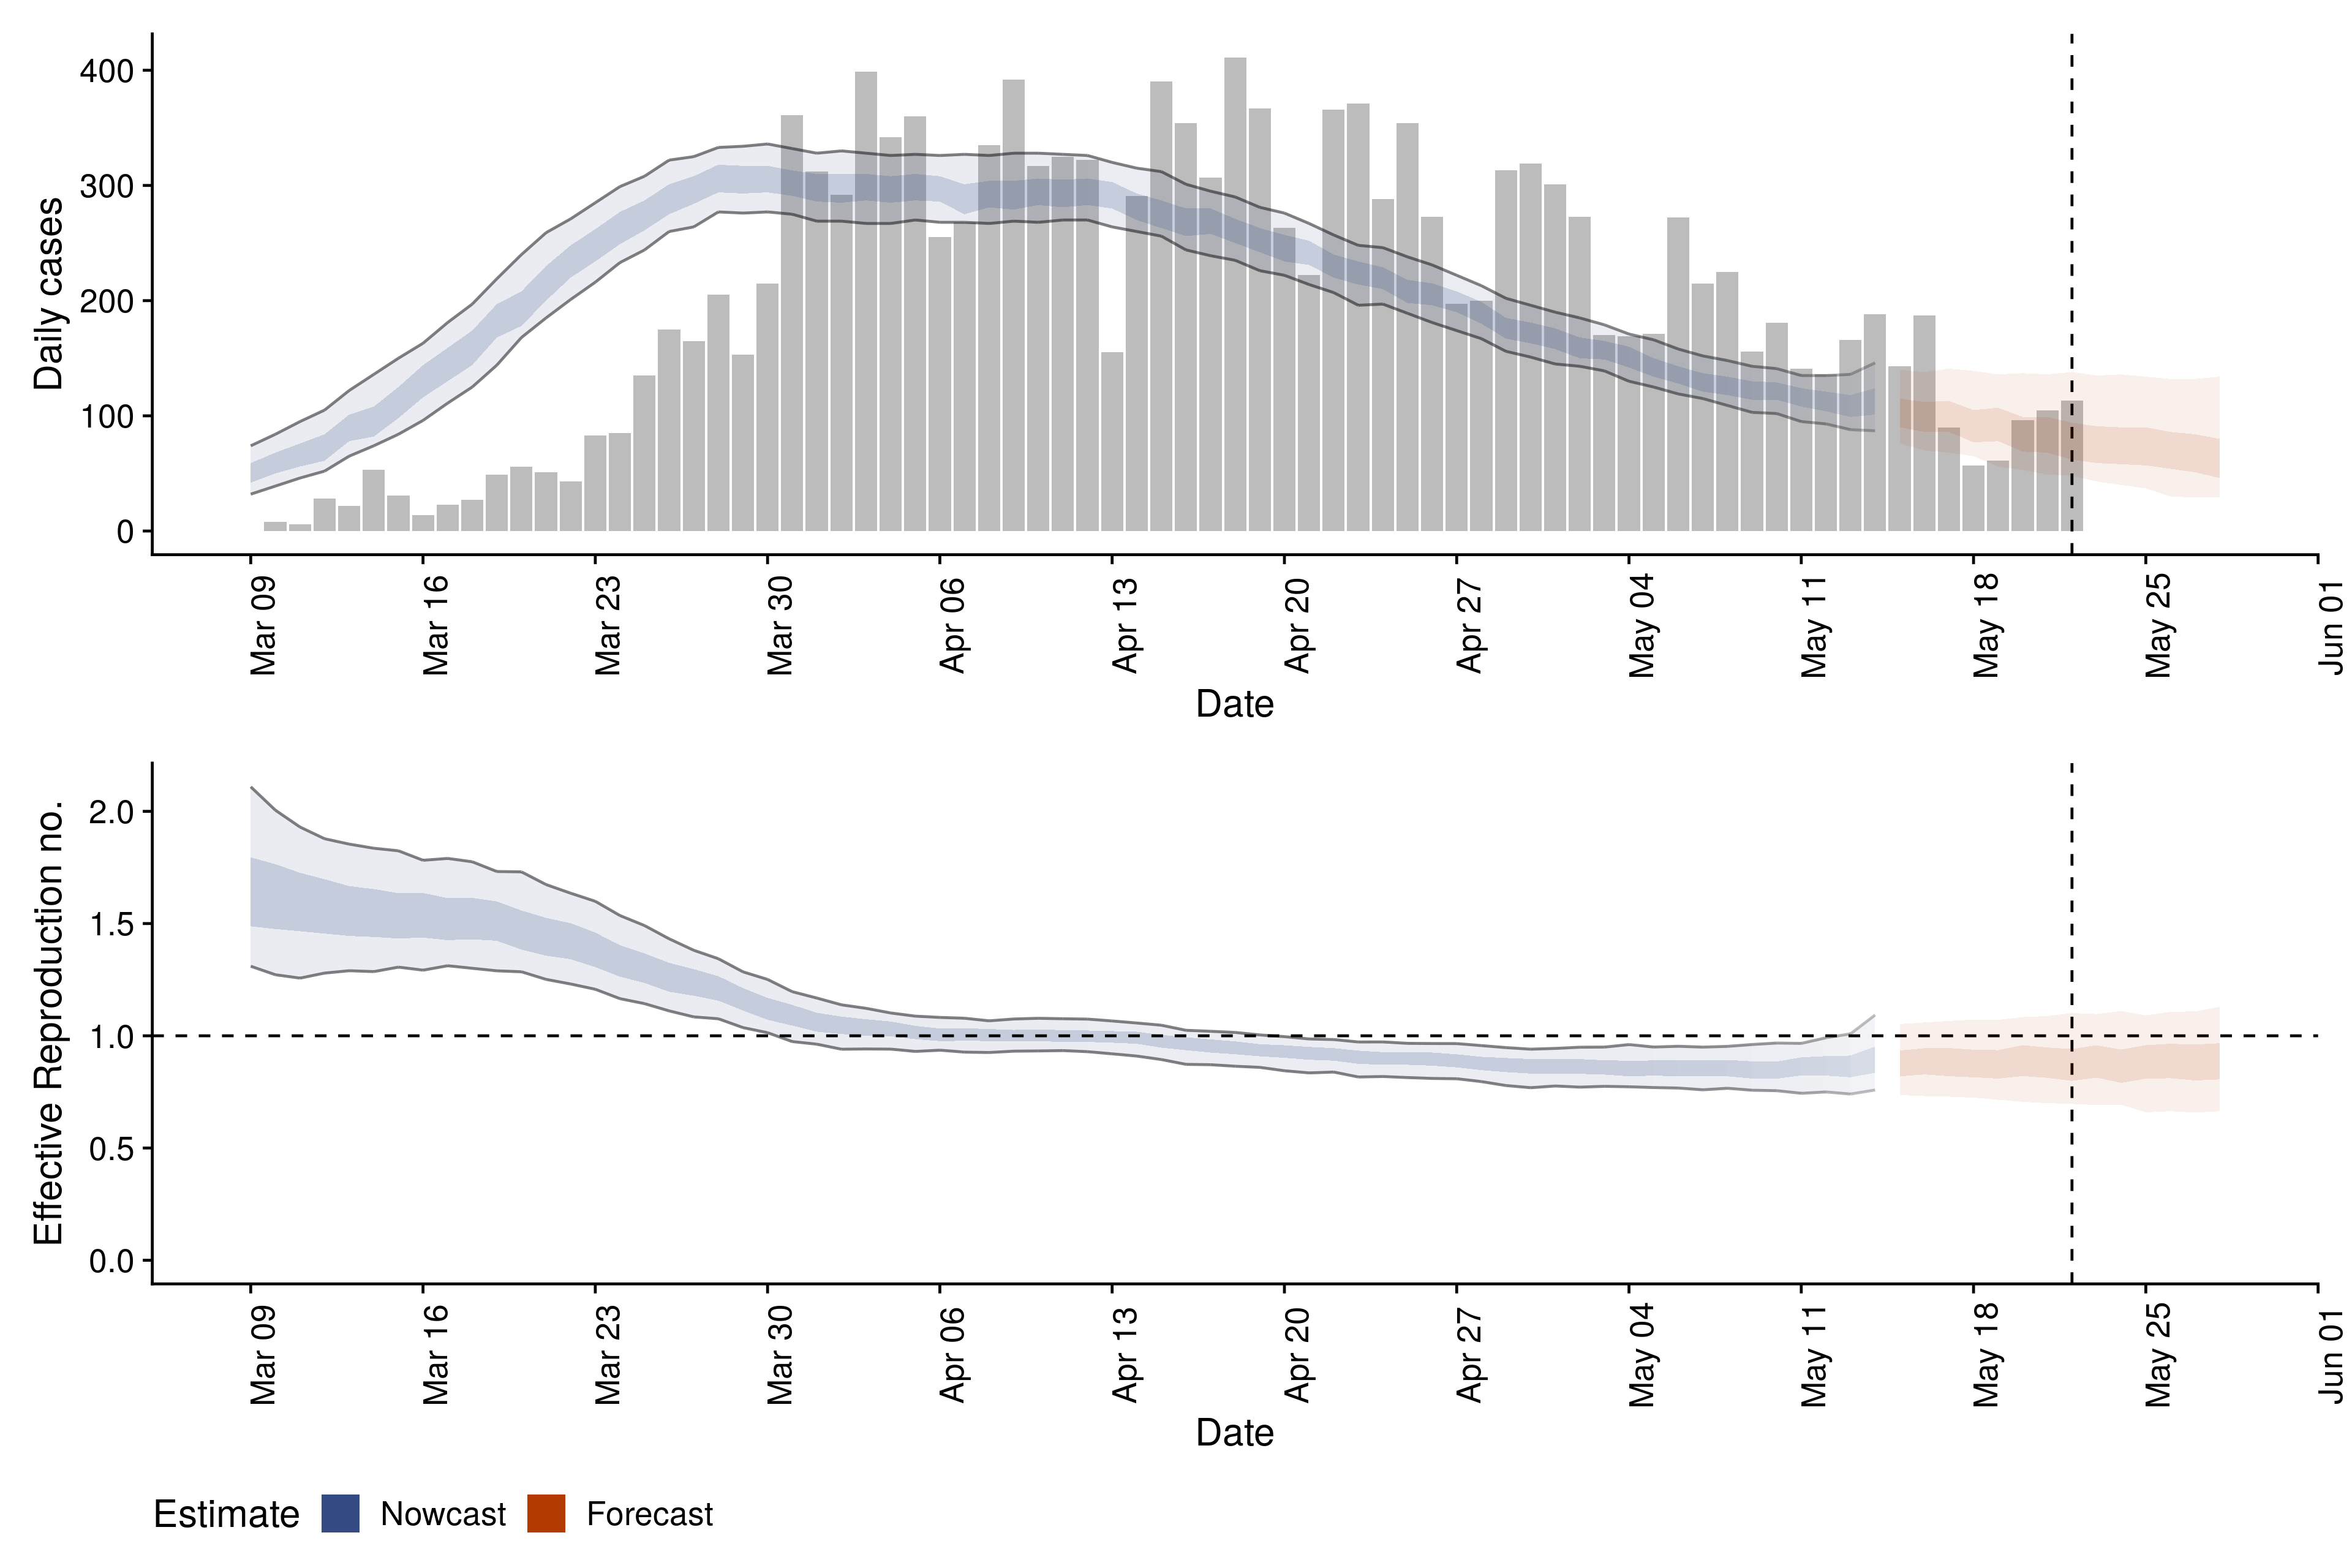 Daily cases
400
300
200
100
0
Mar 09 Mar 16 Mar 23 Mar 30 Apr 06 Apr 13 Apr 20 Apr 27 May 04 May 11 May 18 May 25 Jun 01
Date
Effective Reproduction no.
2.0
1.5
1.0
0.5
0.0
Mar 09 Mar 16 Mar 23 Mar 30 Apr 06 Apr 13 Apr 20 Apr 27 May 04 May 11 May 18 May 25 Jun 01
Date
Estimate Nowcast Forecast